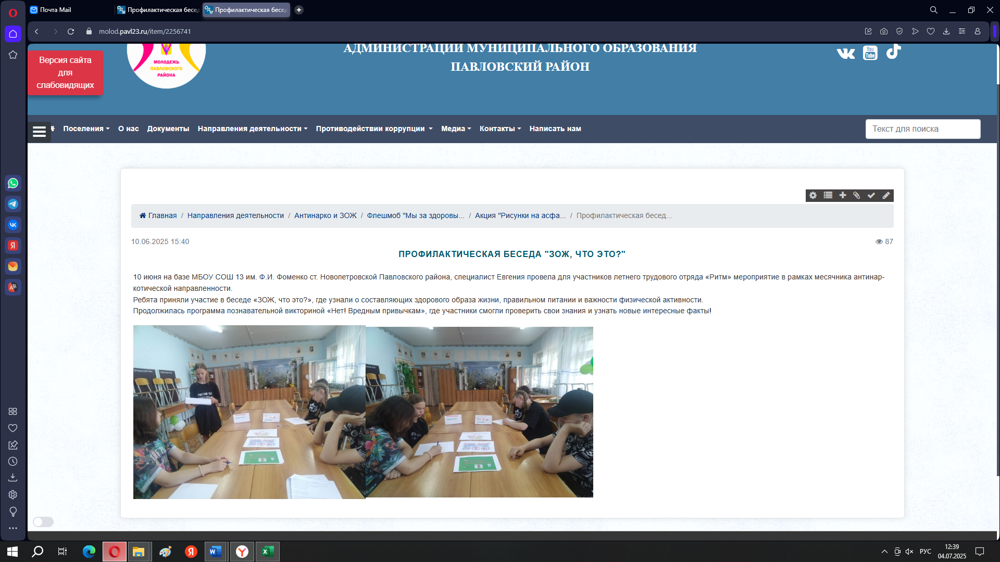 Почта Mail
Профилактическая бесед
Профилактическая бесед
molod.pavl23.ru/item/2256741
Версия сайта
для
слабовидящих
МОЛОДЕЖЬ
ПАВЛОВСКОГО
РАЙОНА
АДМИНИСТРАЦИИ МУНИЦИПАЛЬНОГО ОБРАЗОВАНИЯ
ПАВЛОВСКИЙ РАЙОН
You
Tube
Поселения О нас Документы Направления деятельности Противодействии коррупции Медиа Контакты Написать нам
Текст для поиска
Главная / Направления деятельности / Антинарко и ЗОЖ / Флешмоб "Мы за здоровы... / Акция "Рисунки на асфа... / Профилактическая бесед...
10.06.2025 15:40
87
ПРОФИЛАКТИЧЕСКАЯ БЕСЕДА "ЗОЖ, ЧТО ЭТО?"
10 июня на базе МБОУ СОШ 13 им. Ф.И. Фоменко ст. Новопетровской Павловского района, специалист Евгения провела для участников летнего трудового отряда «Ритм» мероприятие в рамках месячника антинар-
котической направленности.
Ребята приняли участие в беседе «ЗОЖ, что это?», где узнали о составляющих здорового образа жизни, правильном питании и важности физической активности.
Продолжилась программа познавательной викториной «Нет! Вредным привычкам», где участники смогли проверить свои знания и узнать новые интересные факты!
РУС
12:39
04.07.2025